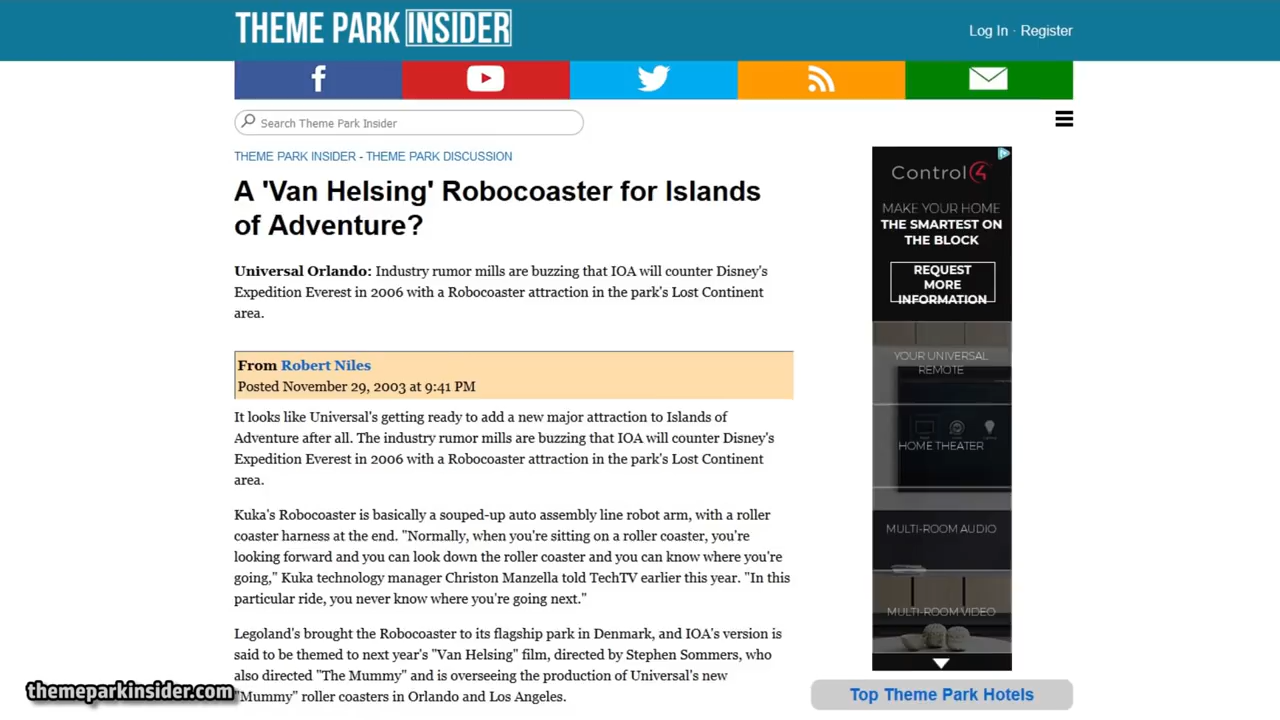 THEME PARK INSIDER
Log In · Register
Search Theme Park Insider
THEME PARK INSIDER - THEME PARK DISCUSSION
A 'Van Helsing' Robocoaster for Islands
of Adventure?
Universal Orlando: Industry rumor mills are buzzing that IOA will counter Disney's
Expedition Everest in 2006 with a Robocoaster attraction in the park's Lost Continent
area.
From Robert Niles
Posted November 29, 2003 at 9:41 PM
It looks like Universal's getting ready to add a new major attraction to Islands of
Adventure after all. The industry rumor mills are buzzing that IOA will counter Disney's
Expedition Everest in 2006 with a Robocoaster attraction in the park's Lost Continent
area.
Kuka's Robocoaster is basically a souped-up auto assembly line robot arm, with a roller
coaster harness at the end. "Normally, when you're sitting on a roller coaster, you're
looking forward and you can look down the roller coaster and you can know where you're
going," Kuka technology manager Christon Manzella told TechTV earlier this year. "In this
particular ride, you never know where you're going next."
Legoland's brought the Robocoaster to its flagship park in Denmark, and IOA's version is
said to be themed to next year's "Van Helsing" film, directed by Stephen Sommers, who
also directed "The Mummy" and is overseeing the production of Universal's new
"Mummy" roller coasters in Orlando and Los Angeles.
Control4
MAKE YOUR HOME
THE SMARTEST ON
THE BLOCK
REQUEST
MORE
INFORMATION
YOUR UNIVERSAL
REMOTE
HOME THEATER
MULTI-ROOM AUDIO
MULTI-ROOM VIDEO
Top Theme Park Hotels
themeparkinsider.com